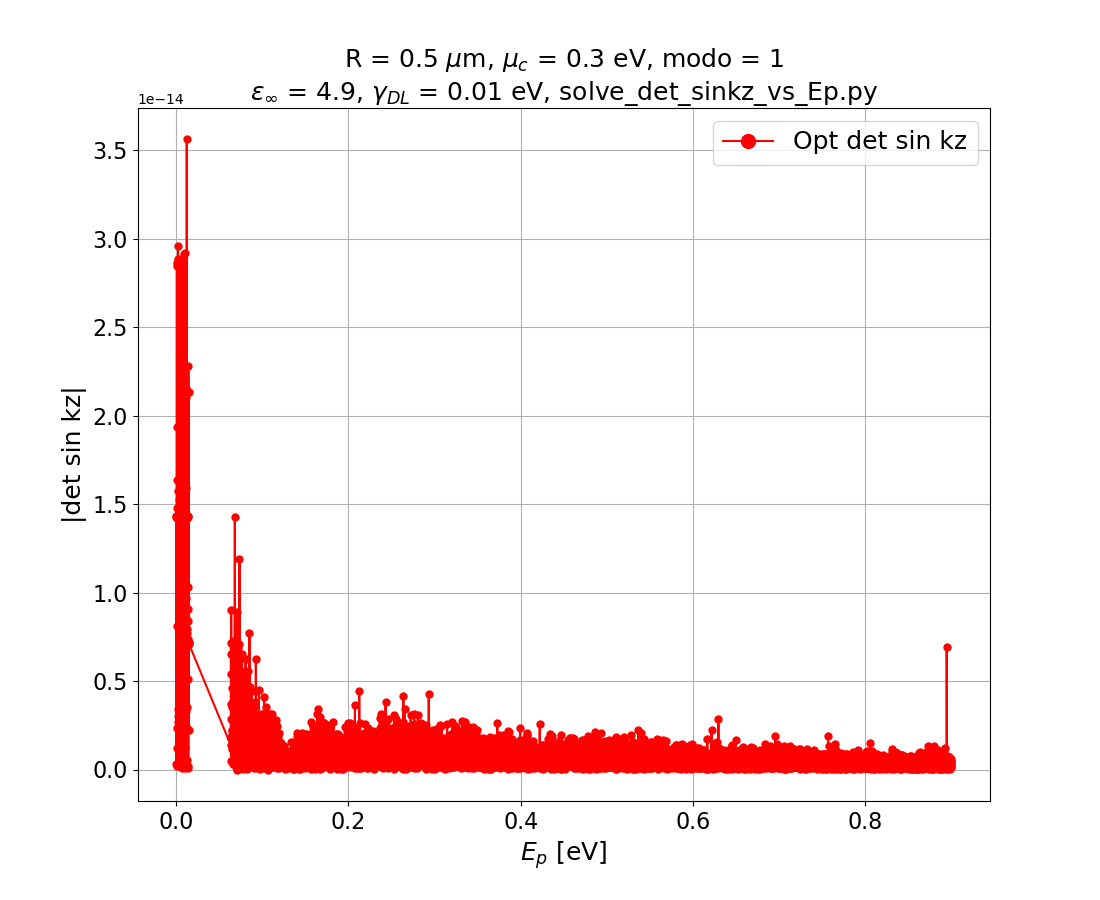 R = 0.5 μm, μ_c = 0.3 eV, modo = 1
ε_∞ = 4.9, γ_DL = 0.01 eV, solve_det_sinkz_vs_Ep.py
1e−14
Opt det sin kz
3.5
3.0
2.5
2.0
1.5
1.0
0.5
0.0
|det sin kz|
0.0 0.2 0.4 0.6 0.8
E_p [eV]